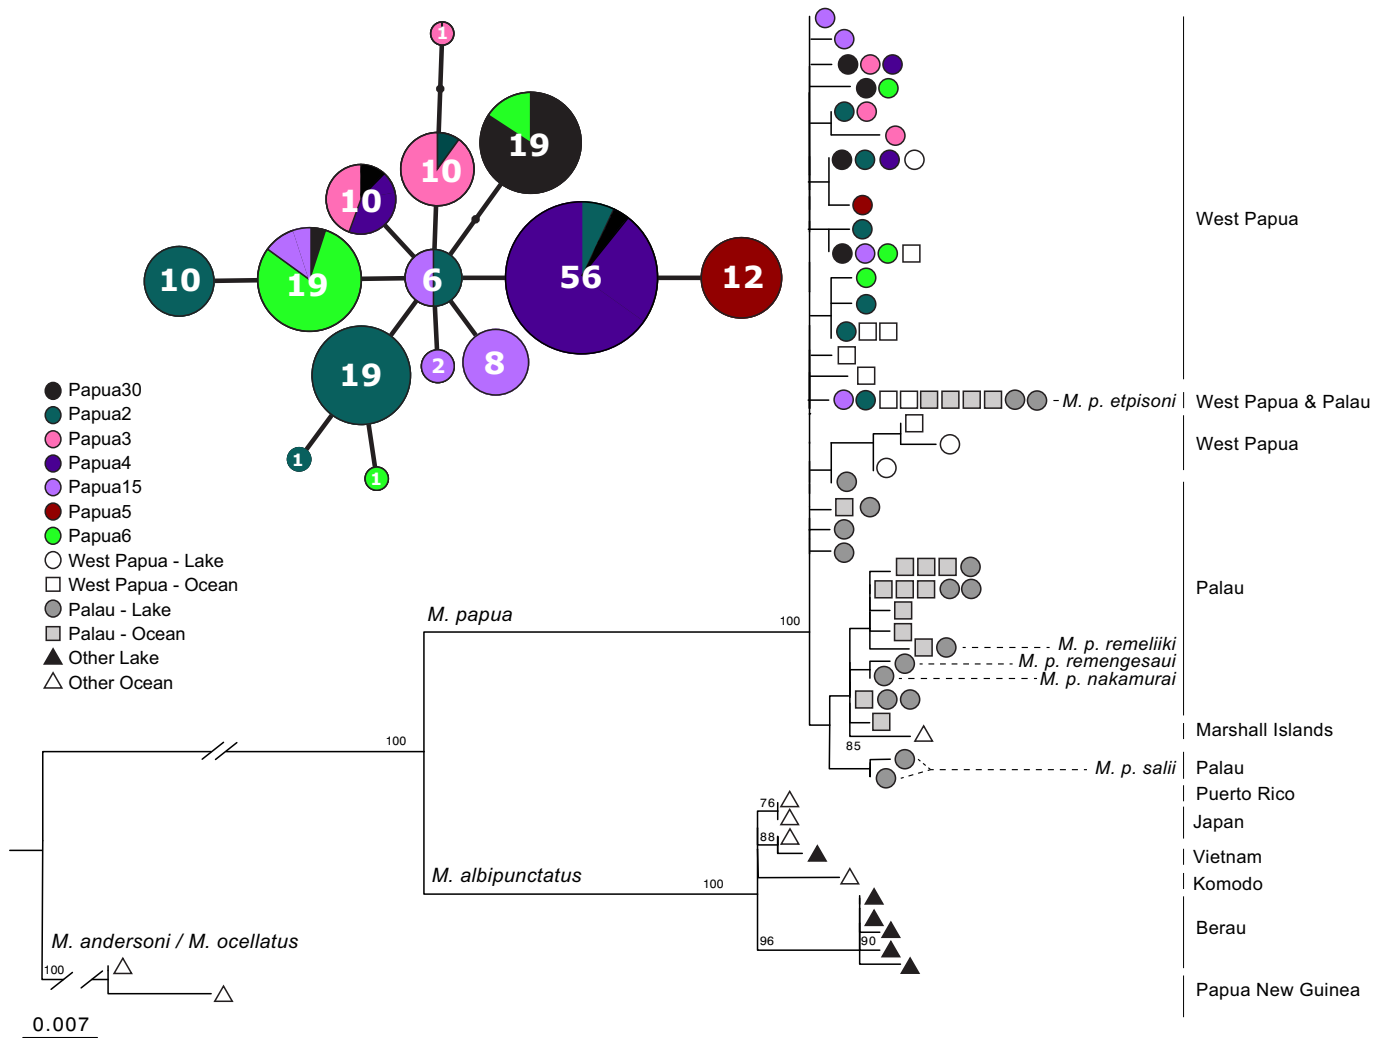 1
19
10
10
19
10
6
56
12
19
2
8
1
1
Papua30
Papua2
Papua3
Papua4
Papua15
Papua5
Papua6
West Papua - Lake
West Papua - Ocean
Palau - Lake
Palau - Ocean
Other Lake
Other Ocean
West Papua
M. p. etpisoni
West Papua & Palau
West Papua
Palau
M. papua
100
M. p. remeliiki
M. p. remengesaui
M. p. nakamurai
Marshall Islands
85
100
M. p. salii
Palau
Puerto Rico
76
Japan
88
Vietnam
M. albipunctatus
100
Komodo
Berau
96
90
M. andersoni / M. ocellatus
100
Papua New Guinea
0.007